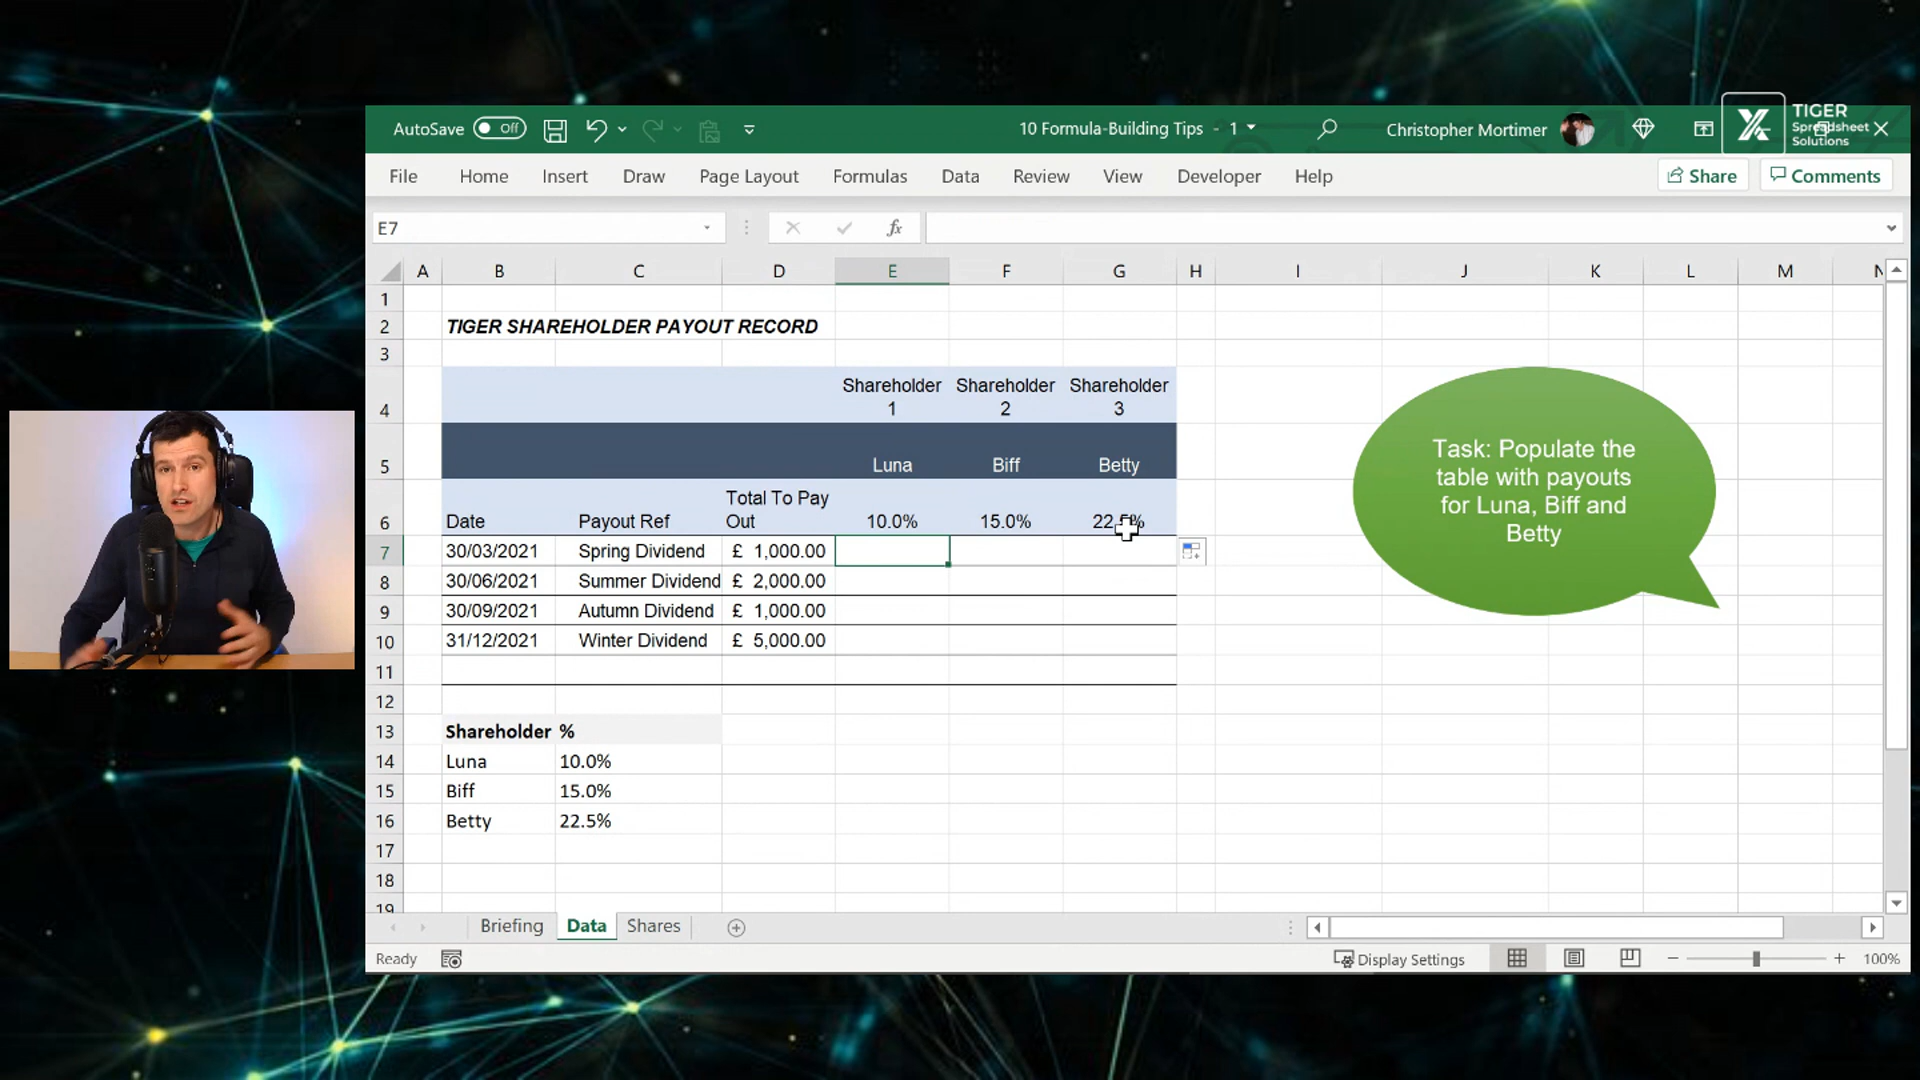 AutoSave Off
10 Formula-Building Tips - 1
Christopher Mortimer
TIGER
Spreadsheet
Solutions
File Home Insert Draw Page Layout Formulas Data Review View Developer Help
Share Comments
E7
fx
A B C D E F G H I J K L M N
1
2 TIGER SHAREHOLDER PAYOUT RECORD
3
Shareholder Shareholder Shareholder
4 1 2 3
5 Luna Biff Betty
Total To Pay
6 Date Payout Ref Out 10.0% 15.0% 22.5%
7 30/03/2021 Spring Dividend £ 1,000.00
8 30/06/2021 Summer Dividend £ 2,000.00
9 30/09/2021 Autumn Dividend £ 1,000.00
10 31/12/2021 Winter Dividend £ 5,000.00
11
12
13 Shareholder %
14 Luna 10.0%
15 Biff 15.0%
16 Betty 22.5%
17
18
19
Task: Populate the
table with payouts
for Luna, Biff and
Betty
Briefing Data Shares
Ready
Display Settings
100%